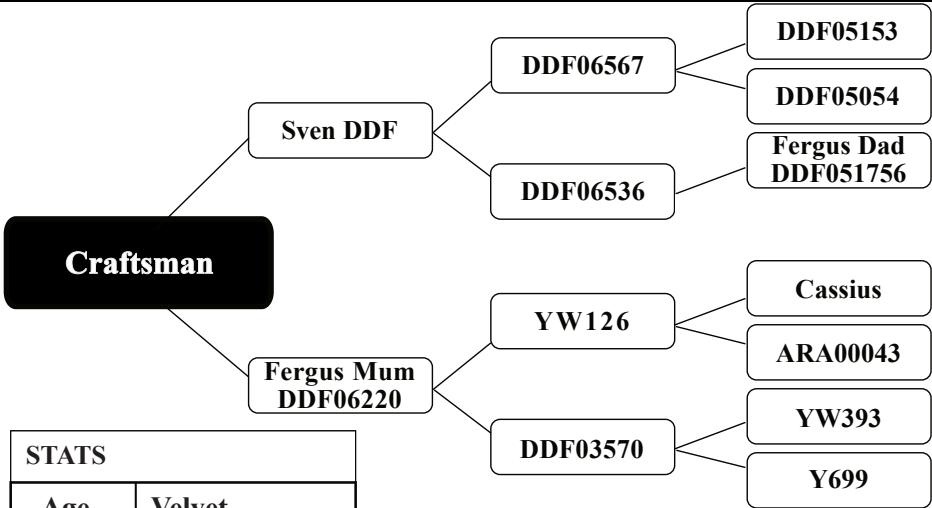 DDF05153
DDF06567
DDF05054
Sven DDF
Fergus Dad
DDF051756
DDF06536
Craftsman
Cassius
YW126
ARA00043
Fergus Mum
DDF06220
YW393
DDF03570
Y699
STATS
Age Velvet